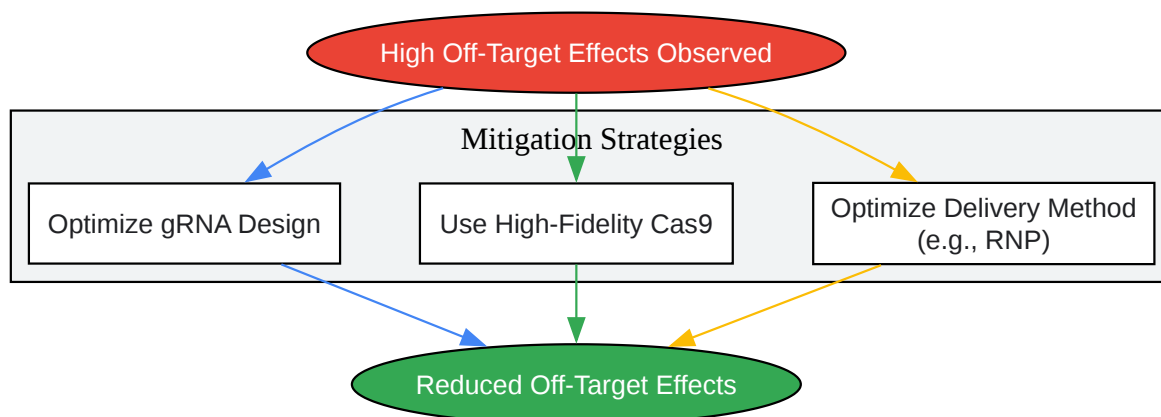 High Off-Target Effects Observed
Mitigation Strategies
Optimize gRNA Design
Use High-Fidelity Cas9
Optimize Delivery Method
(e.g., RNP)
Reduced Off-Target Effects